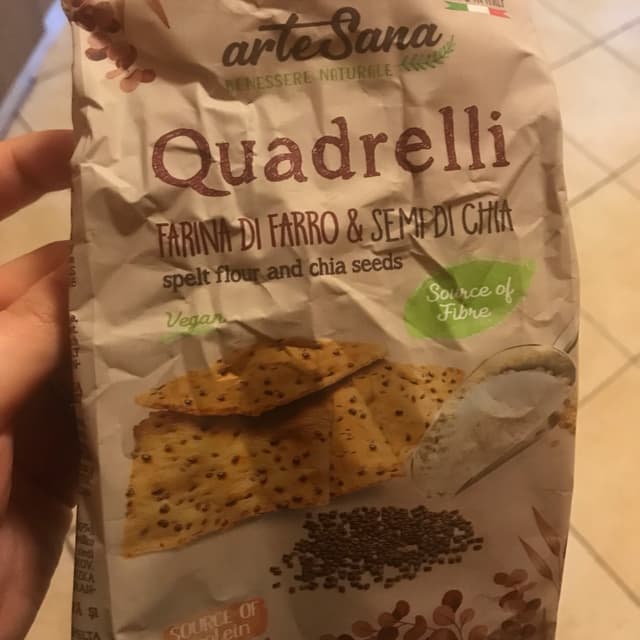 arteSana
BENESSERE NATURALE
Quadrelli
FARINA DI FARRO & SEMI DI CHIA
spelt flour and chia seeds
Vegan
Source of
Fibre
SOURCE OF